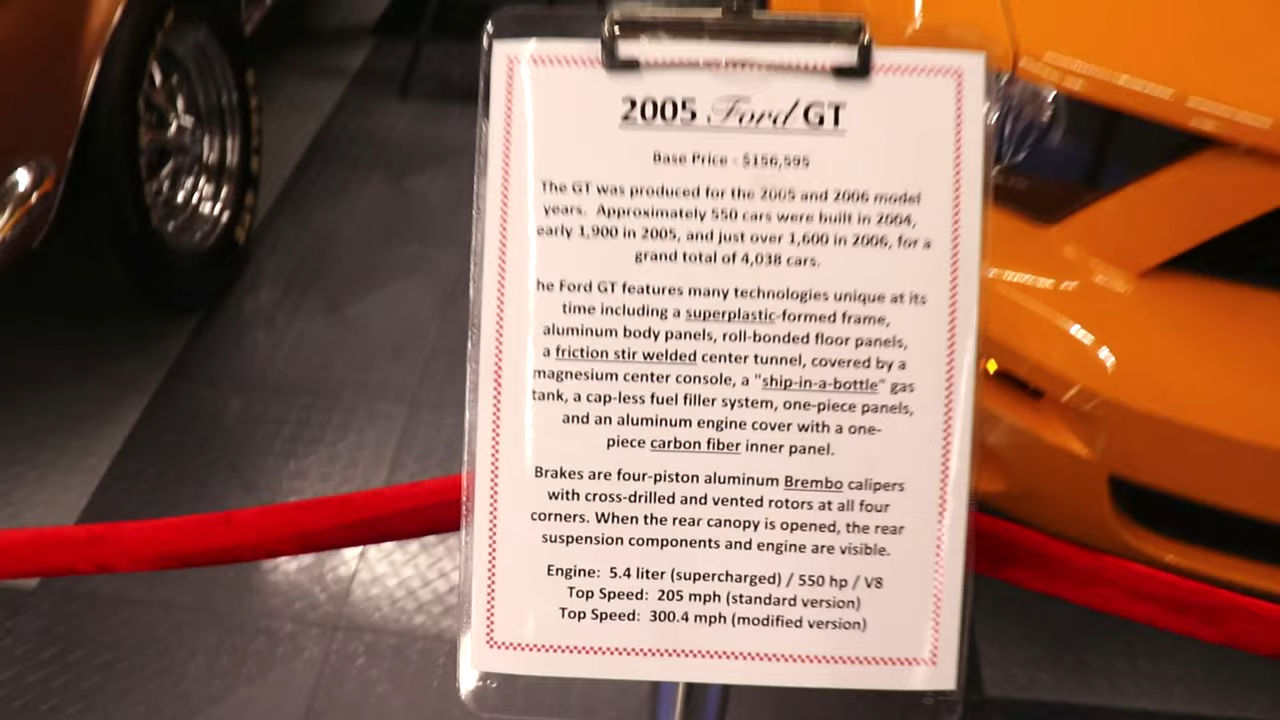 2005 Ford GT
Base Price - $156,595
The GT was produced for the 2005 and 2006 model
years. Approximately 550 cars were built in 2004,
early 1,900 in 2005, and just over 1,600 in 2006, for a
grand total of 4,038 cars.
he Ford GT features many technologies unique at its
time including a superplastic-formed frame,
aluminum body panels, roll-bonded floor panels,
a friction stir welded center tunnel, covered by a
magnesium center console, a "ship-in-a-bottle" gas
tank, a cap-less fuel filler system, one-piece panels,
and an aluminum engine cover with a one-
piece carbon fiber inner panel.
Brakes are four-piston aluminum Brembo calipers
with cross-drilled and vented rotors at all four
corners. When the rear canopy is opened, the rear
suspension components and engine are visible.
Engine: 5.4 liter (supercharged) / 550 hp / V8
Top Speed: 205 mph (standard version)
Top Speed: 300.4 mph (modified version)